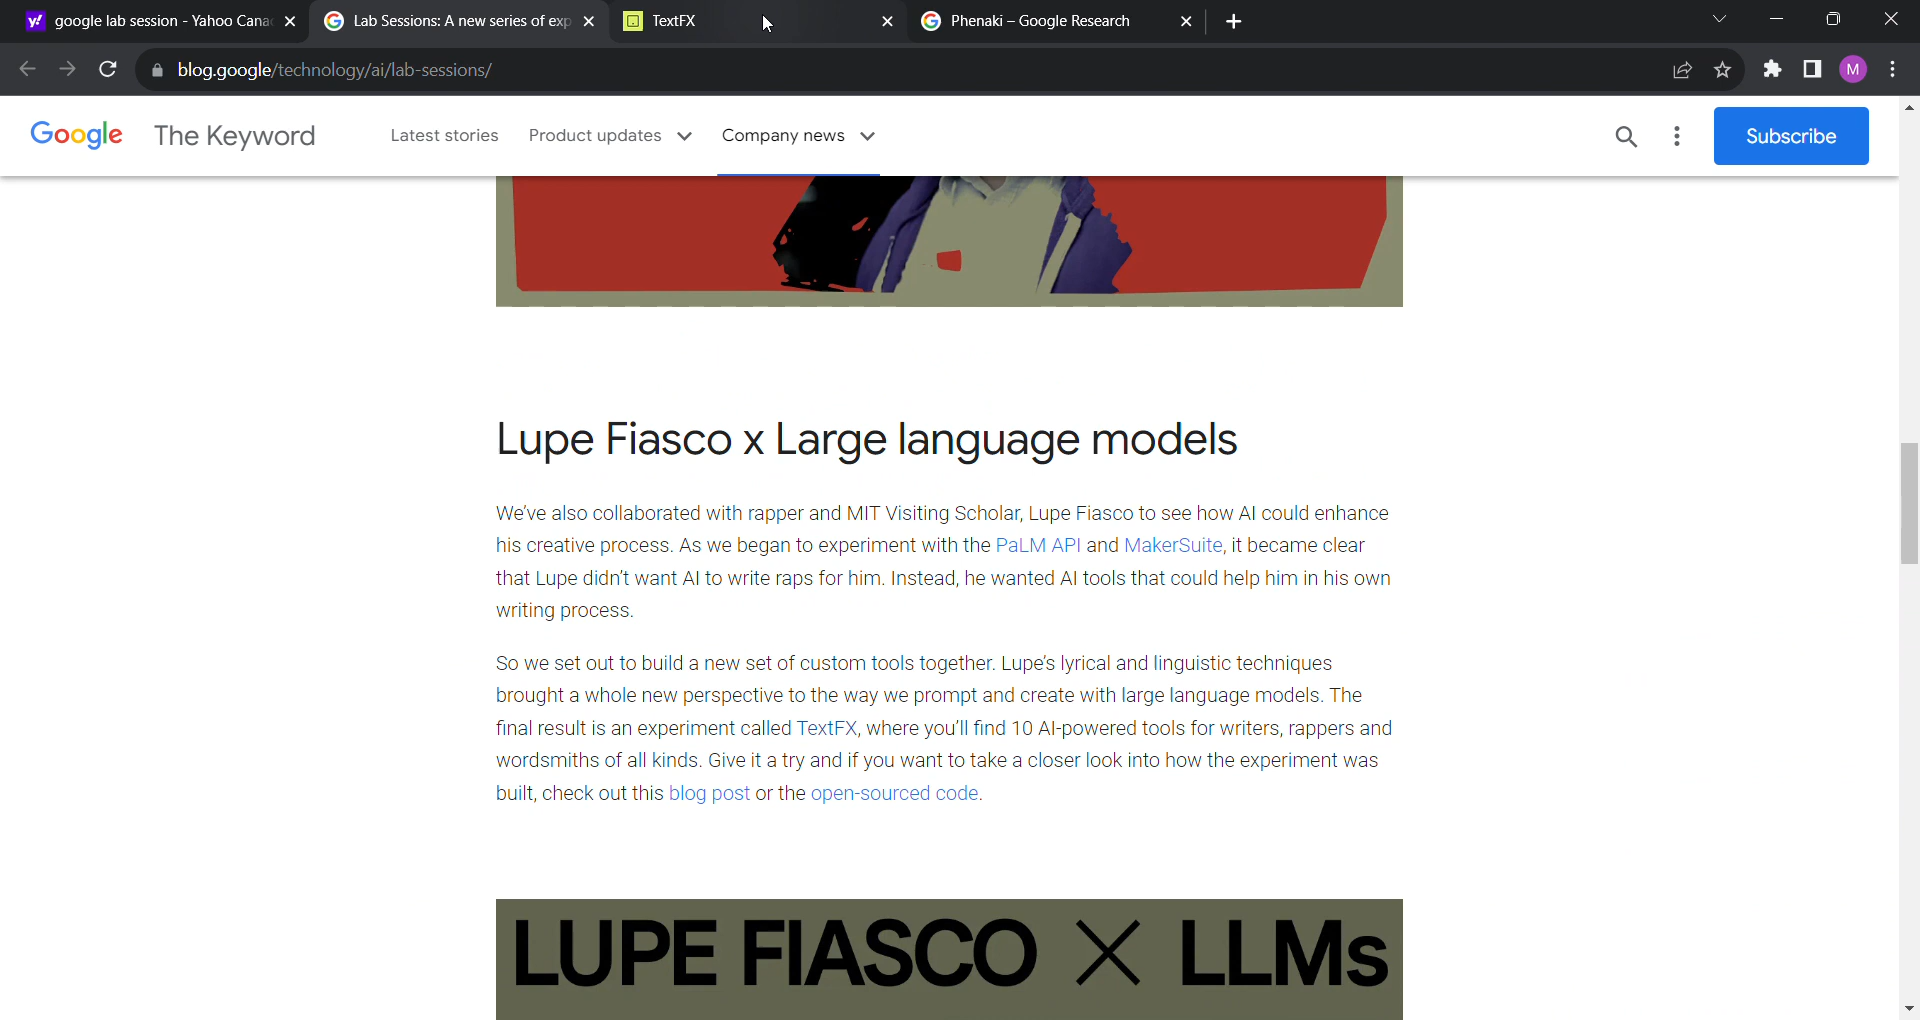 google lab session - Yahoo Cana
Lab Sessions: A new series of exp
TextFX
Phenaki – Google Research
blog.google/technology/ai/lab-sessions/
M
Google The Keyword
Latest stories
Product updates
Company news
Subscribe
Lupe Fiasco x Large language models
We've also collaborated with rapper and MIT Visiting Scholar, Lupe Fiasco to see how AI could enhance
his creative process. As we began to experiment with the PaLM API and MakerSuite, it became clear
that Lupe didn't want AI to write raps for him. Instead, he wanted AI tools that could help him in his own
writing process.
So we set out to build a new set of custom tools together. Lupe's lyrical and linguistic techniques
brought a whole new perspective to the way we prompt and create with large language models. The
final result is an experiment called TextFX, where you'll find 10 AI-powered tools for writers, rappers and
wordsmiths of all kinds. Give it a try and if you want to take a closer look into how the experiment was
built, check out this blog post or the open-sourced code.
LUPE FIASCO X LLMs